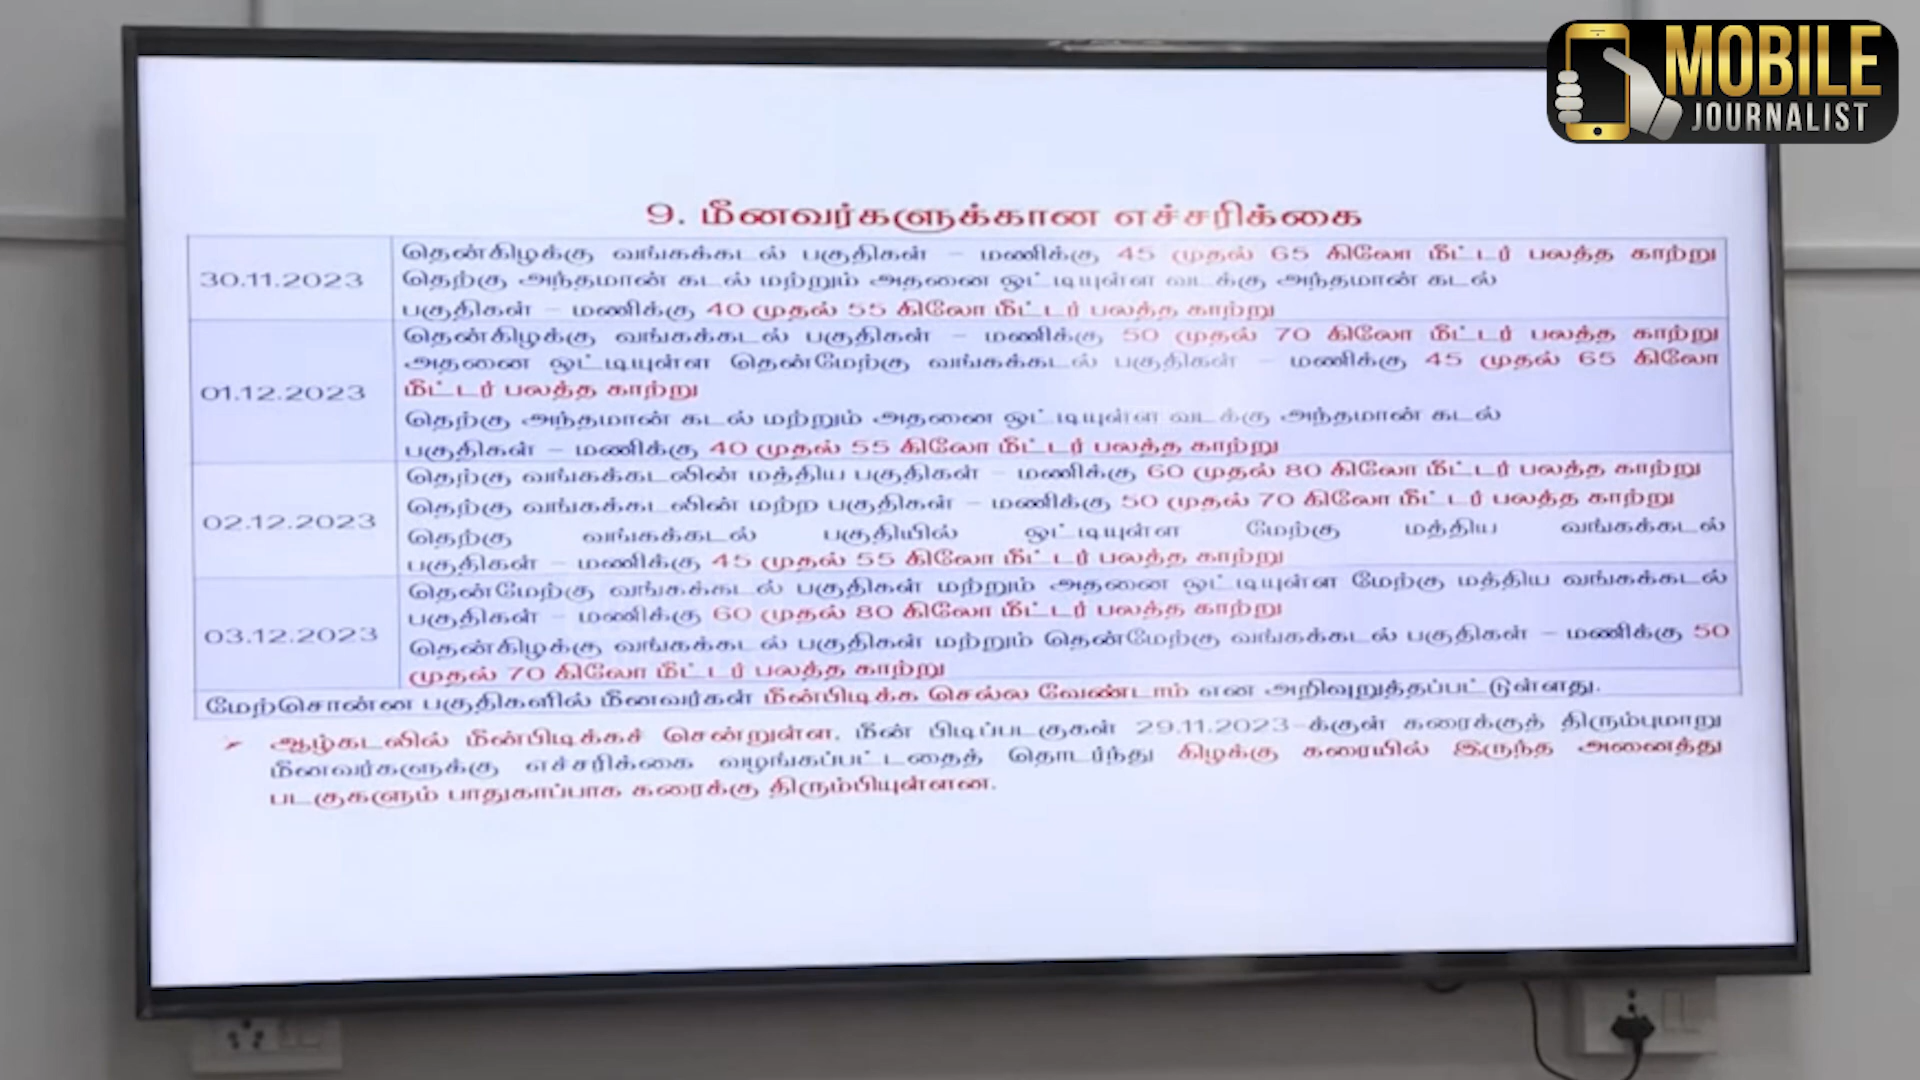 MOBILE
JOURNALIST
9. மீனவர்களுக்கான எச்சரிக்கை
30.11.2023
தென்கிழக்கு வங்கக்கடல் பகுதிகள் – மணிக்கு 45 முதல் 65 கிலோ மீட்டர் பலத்த காற்று
தெற்கு அந்தமான் கடல் மற்றும் அதனை ஒட்டியுள்ள வடக்கு அந்தமான் கடல்
பகுதிகள் – மணிக்கு 40 முதல் 55 கிலோ மீட்டர் பலத்த காற்று
01.12.2023
தென்கிழக்கு வங்கக்கடல் பகுதிகள் – மணிக்கு 50 முதல் 70 கிலோ மீட்டர் பலத்த காற்று
அதனை ஒட்டியுள்ள தென்மேற்கு வங்கக்கடல் பகுதிகள் – மணிக்கு 45 முதல் 65 கிலோ
மீட்டர் பலத்த காற்று
தெற்கு அந்தமான் கடல் மற்றும் அதனை ஒட்டியுள்ள வடக்கு அந்தமான் கடல்
பகுதிகள் – மணிக்கு 40 முதல் 55 கிலோ மீட்டர் பலத்த காற்று
02.12.2023
தெற்கு வங்கக்கடலின் மத்திய பகுதிகள் – மணிக்கு 60 முதல் 80 கிலோ மீட்டர் பலத்த காற்று
தெற்கு வங்கக்கடலின் மற்ற பகுதிகள் – மணிக்கு 50 முதல் 70 கிலோ மீட்டர் பலத்த காற்று
தெற்கு வங்கக்கடல் பகுதியில் ஒட்டியுள்ள மேற்கு மத்திய வங்கக்கடல்
பகுதிகள் – மணிக்கு 45 முதல் 55 கிலோ மீட்டர் பலத்த காற்று
03.12.2023
தென்மேற்கு வங்கக்கடல் பகுதிகள் மற்றும் அதனை ஒட்டியுள்ள மேற்கு மத்திய வங்கக்கடல்
பகுதிகள் – மணிக்கு 60 முதல் 80 கிலோ மீட்டர் பலத்த காற்று
தென்கிழக்கு வங்கக்கடல் பகுதிகள் மற்றும் தென்மேற்கு வங்கக்கடல் பகுதிகள் – மணிக்கு 50
முதல் 70 கிலோ மீட்டர் பலத்த காற்று
மேற்சொன்ன பகுதிகளில் மீனவர்கள் மீன்பிடிக்க செல்ல வேண்டாம் என அறிவுறுத்தப்பட்டுள்ளது.
➢ ஆழ்கடலில் மீன்பிடிக்கச் சென்றுள்ள, மீன் பிடிப்படகுகள் 29.11.2023-க்குள் கரைக்குத் திரும்புமாறு
மீனவர்களுக்கு எச்சரிக்கை வழங்கப்பட்டதைத் தொடர்ந்து கிழக்கு கரையில் இருந்த அனைத்து
படகுகளும் பாதுகாப்பாக கரைக்கு திரும்பியுள்ளன.